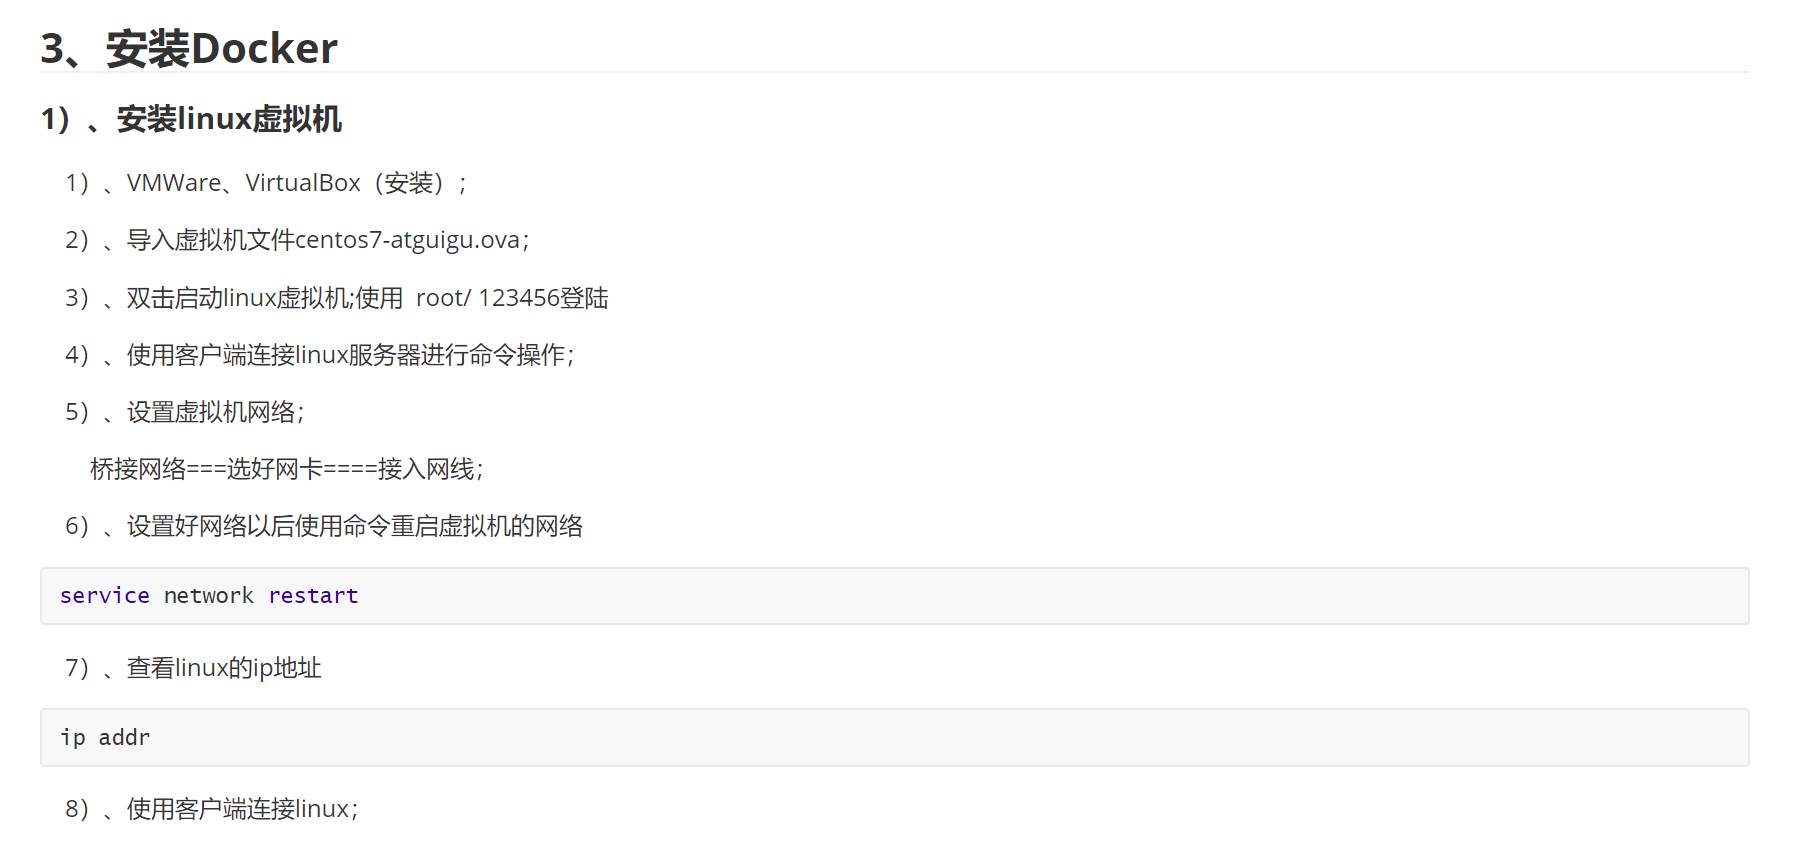 3、安装Docker
1）、安装linux虚拟机
1）、VMWare、VirtualBox（安装）；
2）、导入虚拟机文件centos7-atguigu.ova；
3）、双击启动linux虚拟机;使用  root/ 123456登陆
4）、使用客户端连接linux服务器进行命令操作；
5）、设置虚拟机网络；
桥接网络===选好网卡====接入网线；
6）、设置好网络以后使用命令重启虚拟机的网络
service network restart
7）、查看linux的ip地址
ip addr
8）、使用客户端连接linux；